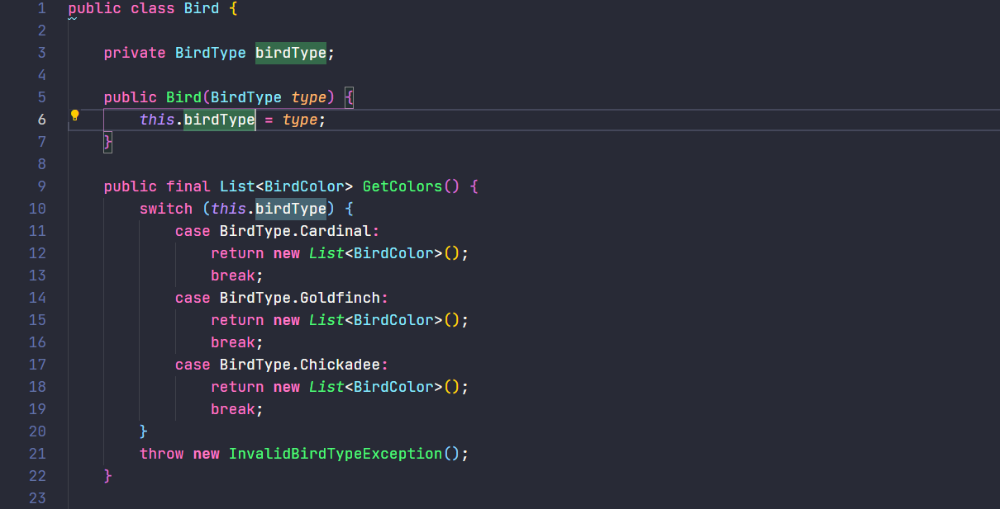 1 public class Bird {
2
3 private BirdType birdType;
4
5 public Bird(BirdType type) {
6 this.birdType = type;
7 }
8
9 public final List<BirdColor> GetColors() {
10 switch (this.birdType) {
11 case BirdType.Cardinal:
12 return new List<BirdColor>();
13 break;
14 case BirdType.Goldfinch:
15 return new List<BirdColor>();
16 break;
17 case BirdType.Chickadee:
18 return new List<BirdColor>();
19 break;
20 }
21 throw new InvalidBirdTypeException();
22 }
23